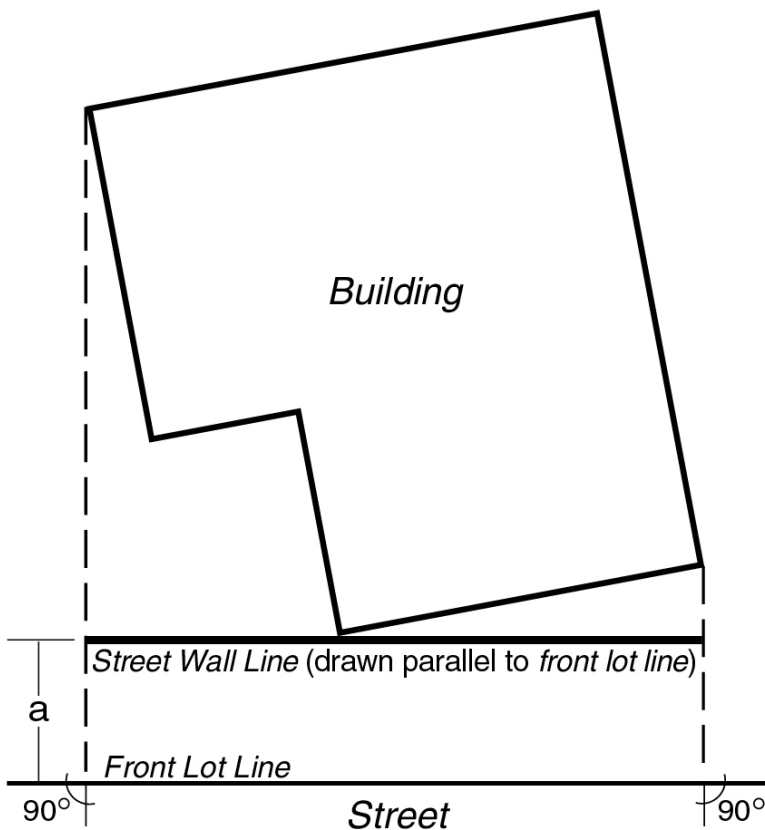 Building
Street Wall Line (drawn parallel to front lot line)
a
Front Lot Line
90° Street 90°